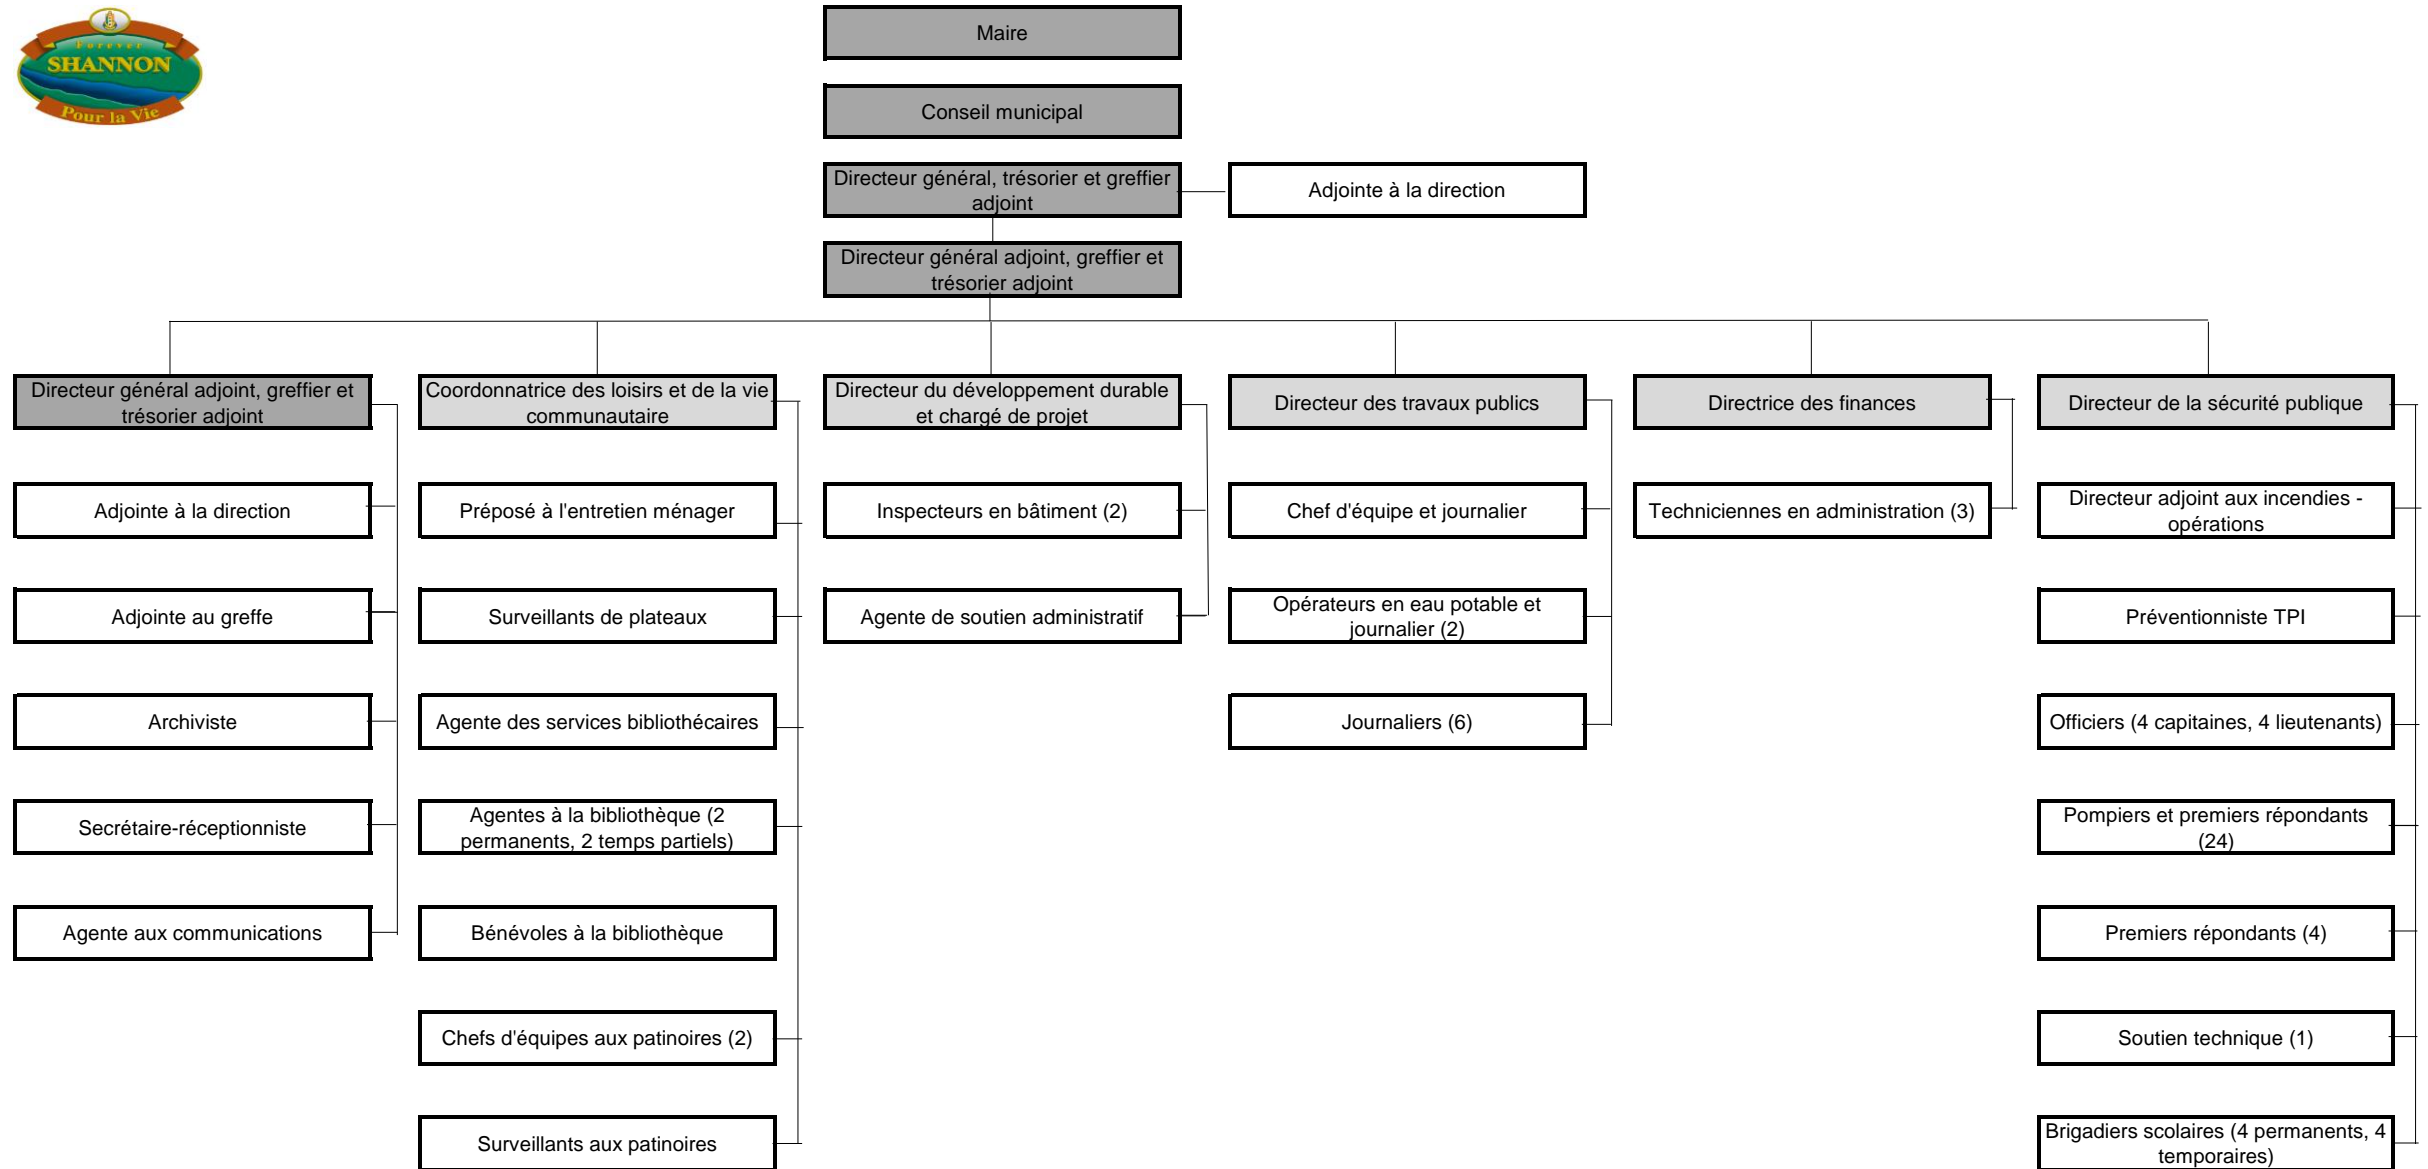 Forever
SHANNON
Pour la Vie
Maire
Conseil municipal
Directeur général, trésorier et greffier
adjoint
Adjointe à la direction
Directeur général adjoint, greffier et
trésorier adjoint
Directeur général adjoint, greffier et
trésorier adjoint
Adjointe à la direction
Adjointe au greffe
Archiviste
Secrétaire-réceptionniste
Agente aux communications
Coordonnatrice des loisirs et de la vie
communautaire
Préposé à l'entretien ménager
Surveillants de plateaux
Agente des services bibliothécaires
Agentes à la bibliothèque (2
permanents, 2 temps partiels)
Bénévoles à la bibliothèque
Chefs d'équipes aux patinoires (2)
Surveillants aux patinoires
Directeur du développement durable
et chargé de projet
Inspecteurs en bâtiment (2)
Agente de soutien administratif
Directeur des travaux publics
Chef d'équipe et journalier
Opérateurs en eau potable et
journalier (2)
Journaliers (6)
Directrice des finances
Techniciennes en administration (3)
Directeur de la sécurité publique
Directeur adjoint aux incendies -
opérations
Préventionniste TPI
Officiers (4 capitaines, 4 lieutenants)
Pompiers et premiers répondants
(24)
Premiers répondants (4)
Soutien technique (1)
Brigadiers scolaires (4 permanents, 4
temporaires)